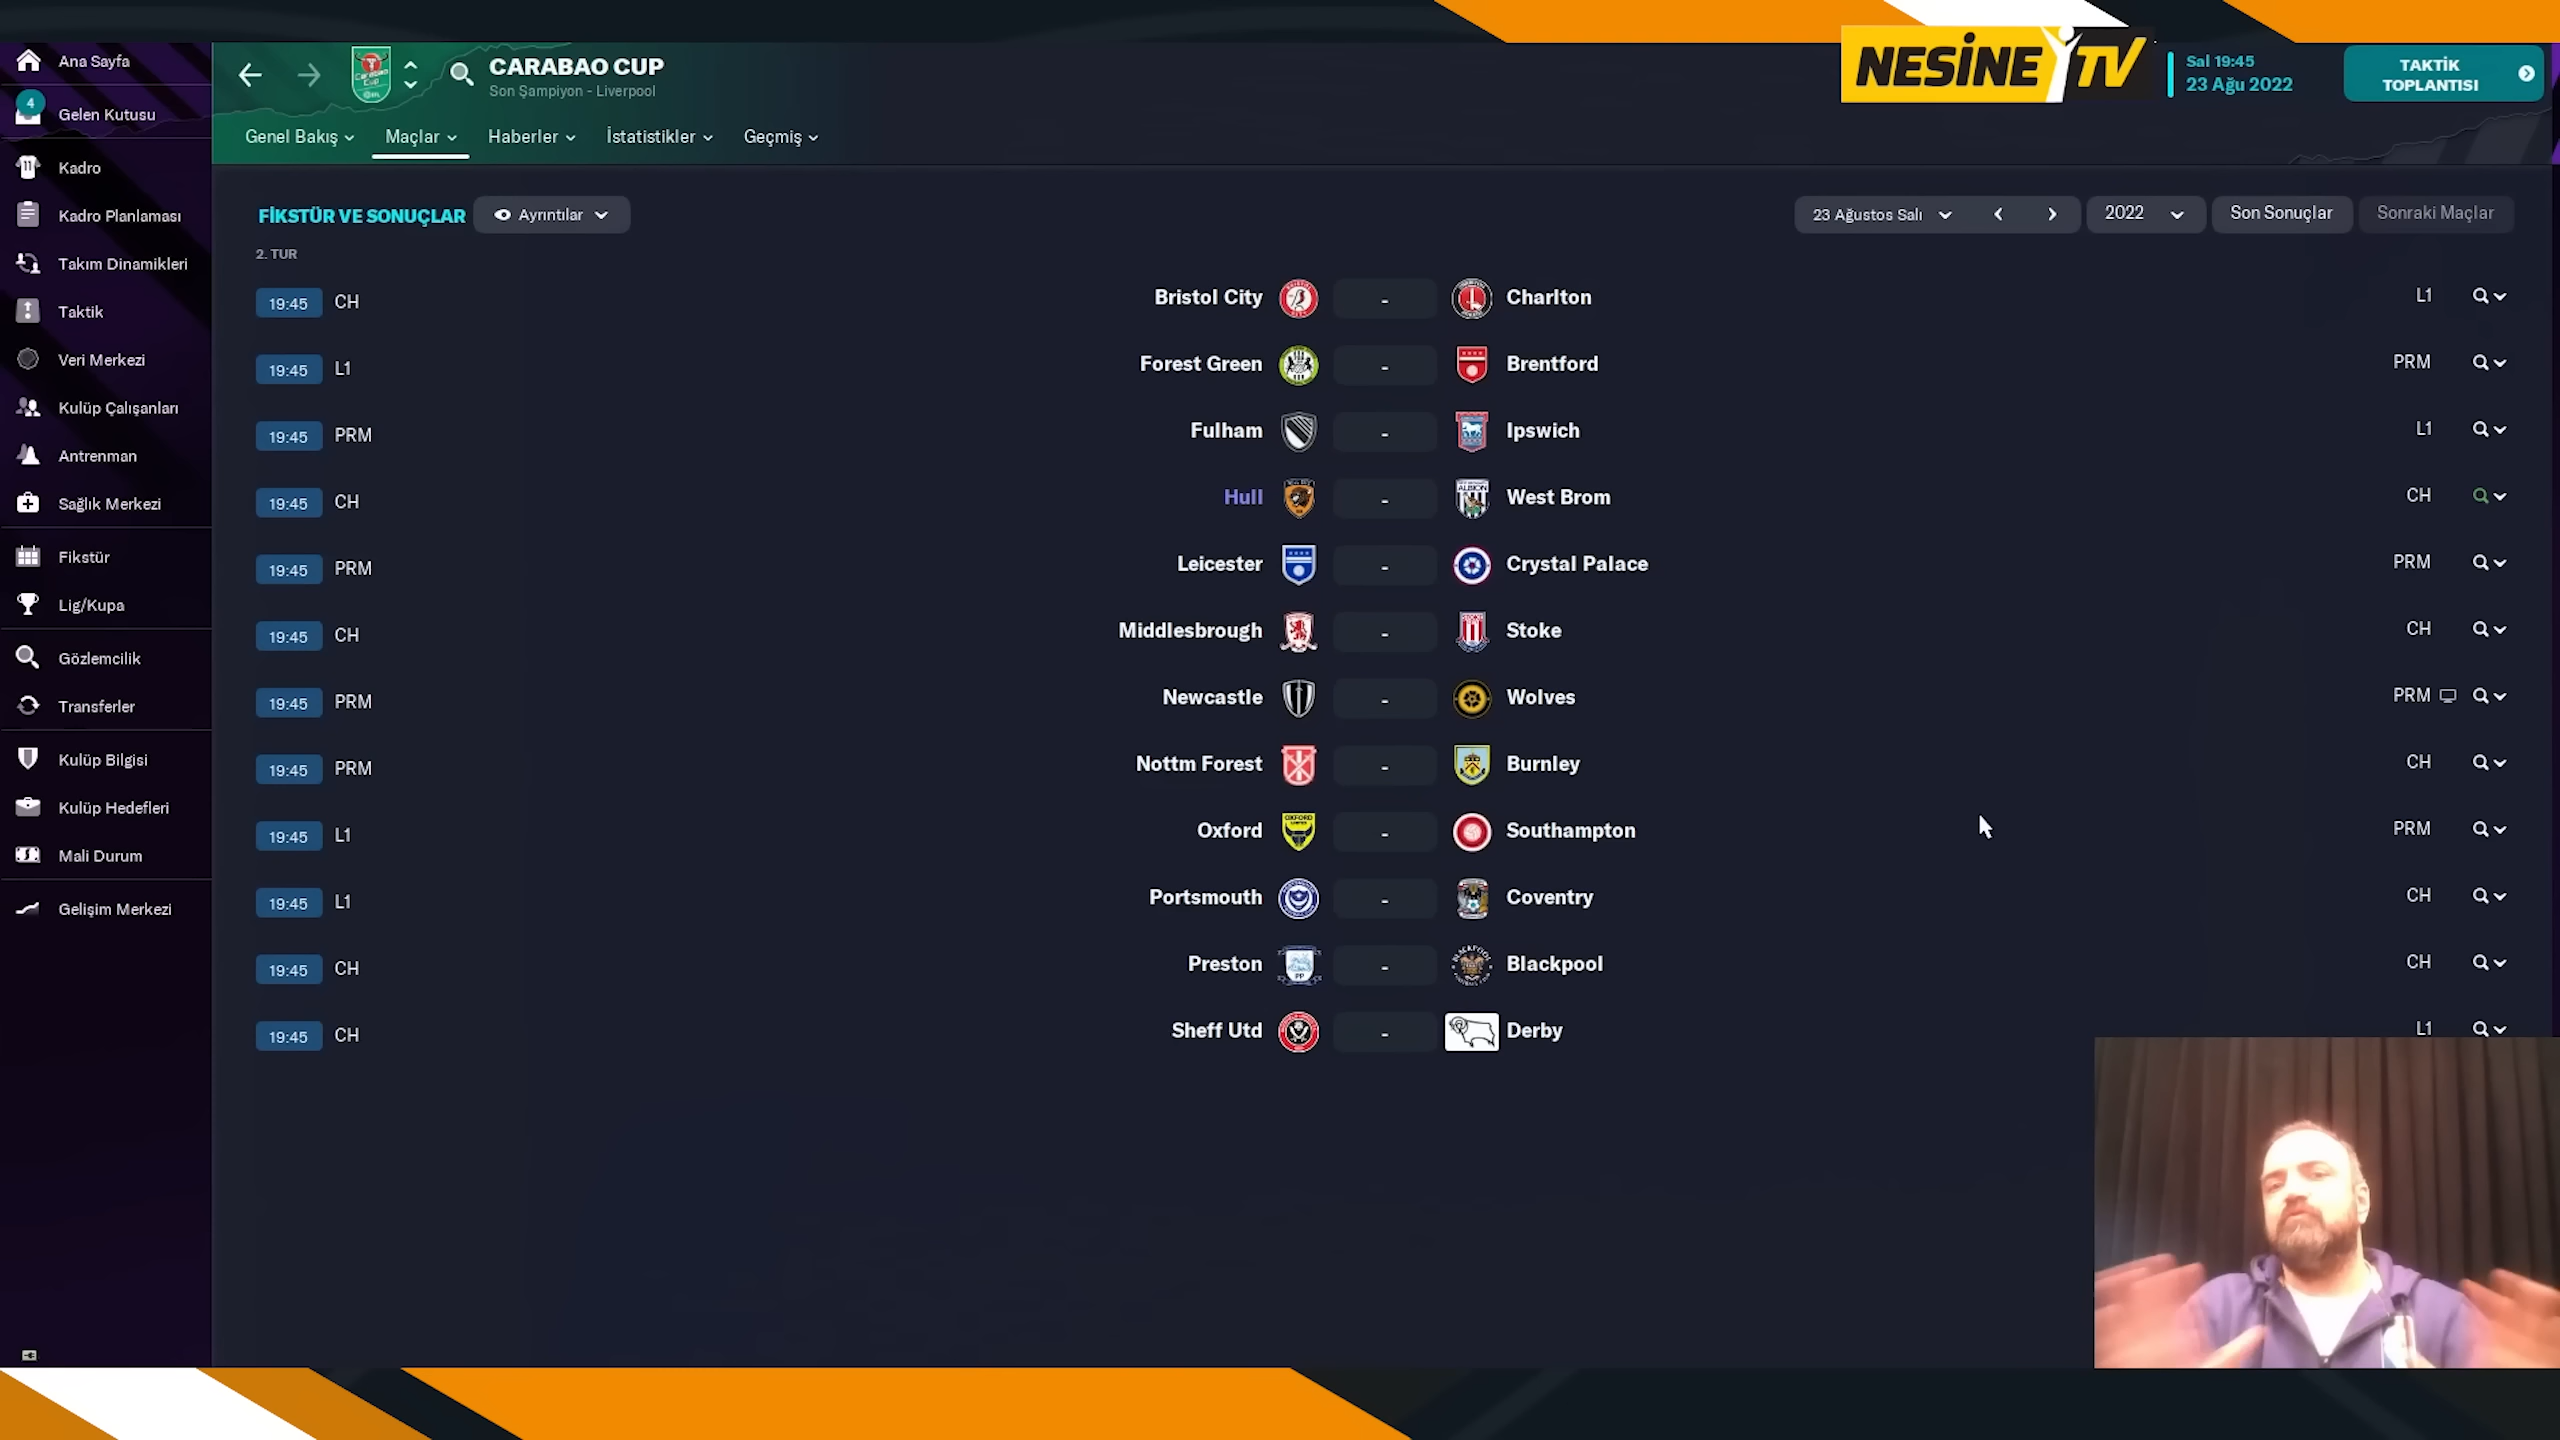 NESİNE TV
Ana Sayfa
4
Gelen Kutusu
Kadro
Kadro Planlaması
Takım Dinamikleri
Taktik
Veri Merkezi
Kulüp Çalışanları
Antrenman
Sağlık Merkezi
Fikstür
Lig/Kupa
Gözlemcilik
Transferler
Kulüp Bilgisi
Kulüp Hedefleri
Mali Durum
Gelişim Merkezi
CARABAO CUP
Son Şampiyon - Liverpool
Sal 19:45
23 Ağu 2022
TAKTİK
TOPLANTISI
Genel Bakış Maçlar Haberler İstatistikler Geçmiş
FİKSTÜR VE SONUÇLAR Ayrıntılar 23 Ağustos Salı 2022 Son Sonuçlar Sonraki Maçlar
2. TUR
19:45 CH Bristol City - Charlton L1
19:45 L1 Forest Green - Brentford PRM
19:45 PRM Fulham - Ipswich L1
19:45 CH Hull - West Brom CH
19:45 PRM Leicester - Crystal Palace PRM
19:45 CH Middlesbrough - Stoke CH
19:45 PRM Newcastle - Wolves PRM
19:45 PRM Nottm Forest - Burnley CH
19:45 L1 Oxford - Southampton PRM
19:45 L1 Portsmouth - Coventry CH
19:45 CH Preston - Blackpool CH
19:45 CH Sheff Utd - Derby L1